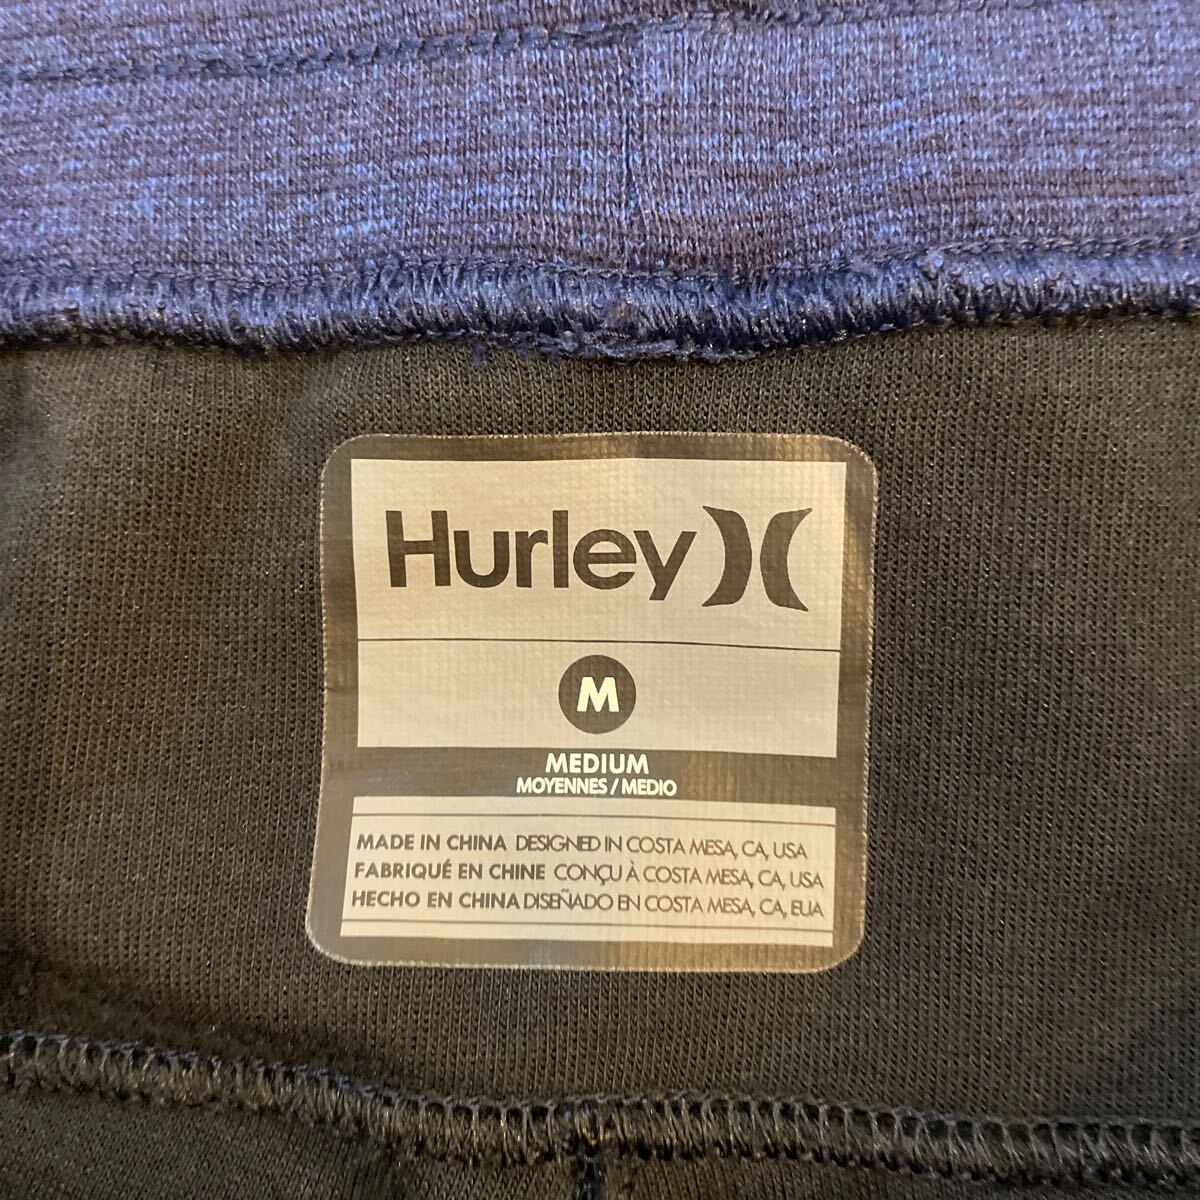 Hurley
M
MEDIUM
MOYENNES / MEDIO
MADE IN CHINA DESIGNED IN COSTA MESA, CA, USA
FABRIQUÉ EN CHINE CONÇU À COSTA MESA, CA, USA
HECHO EN CHINA DISEÑADO EN COSTA MESA, CA, EUA